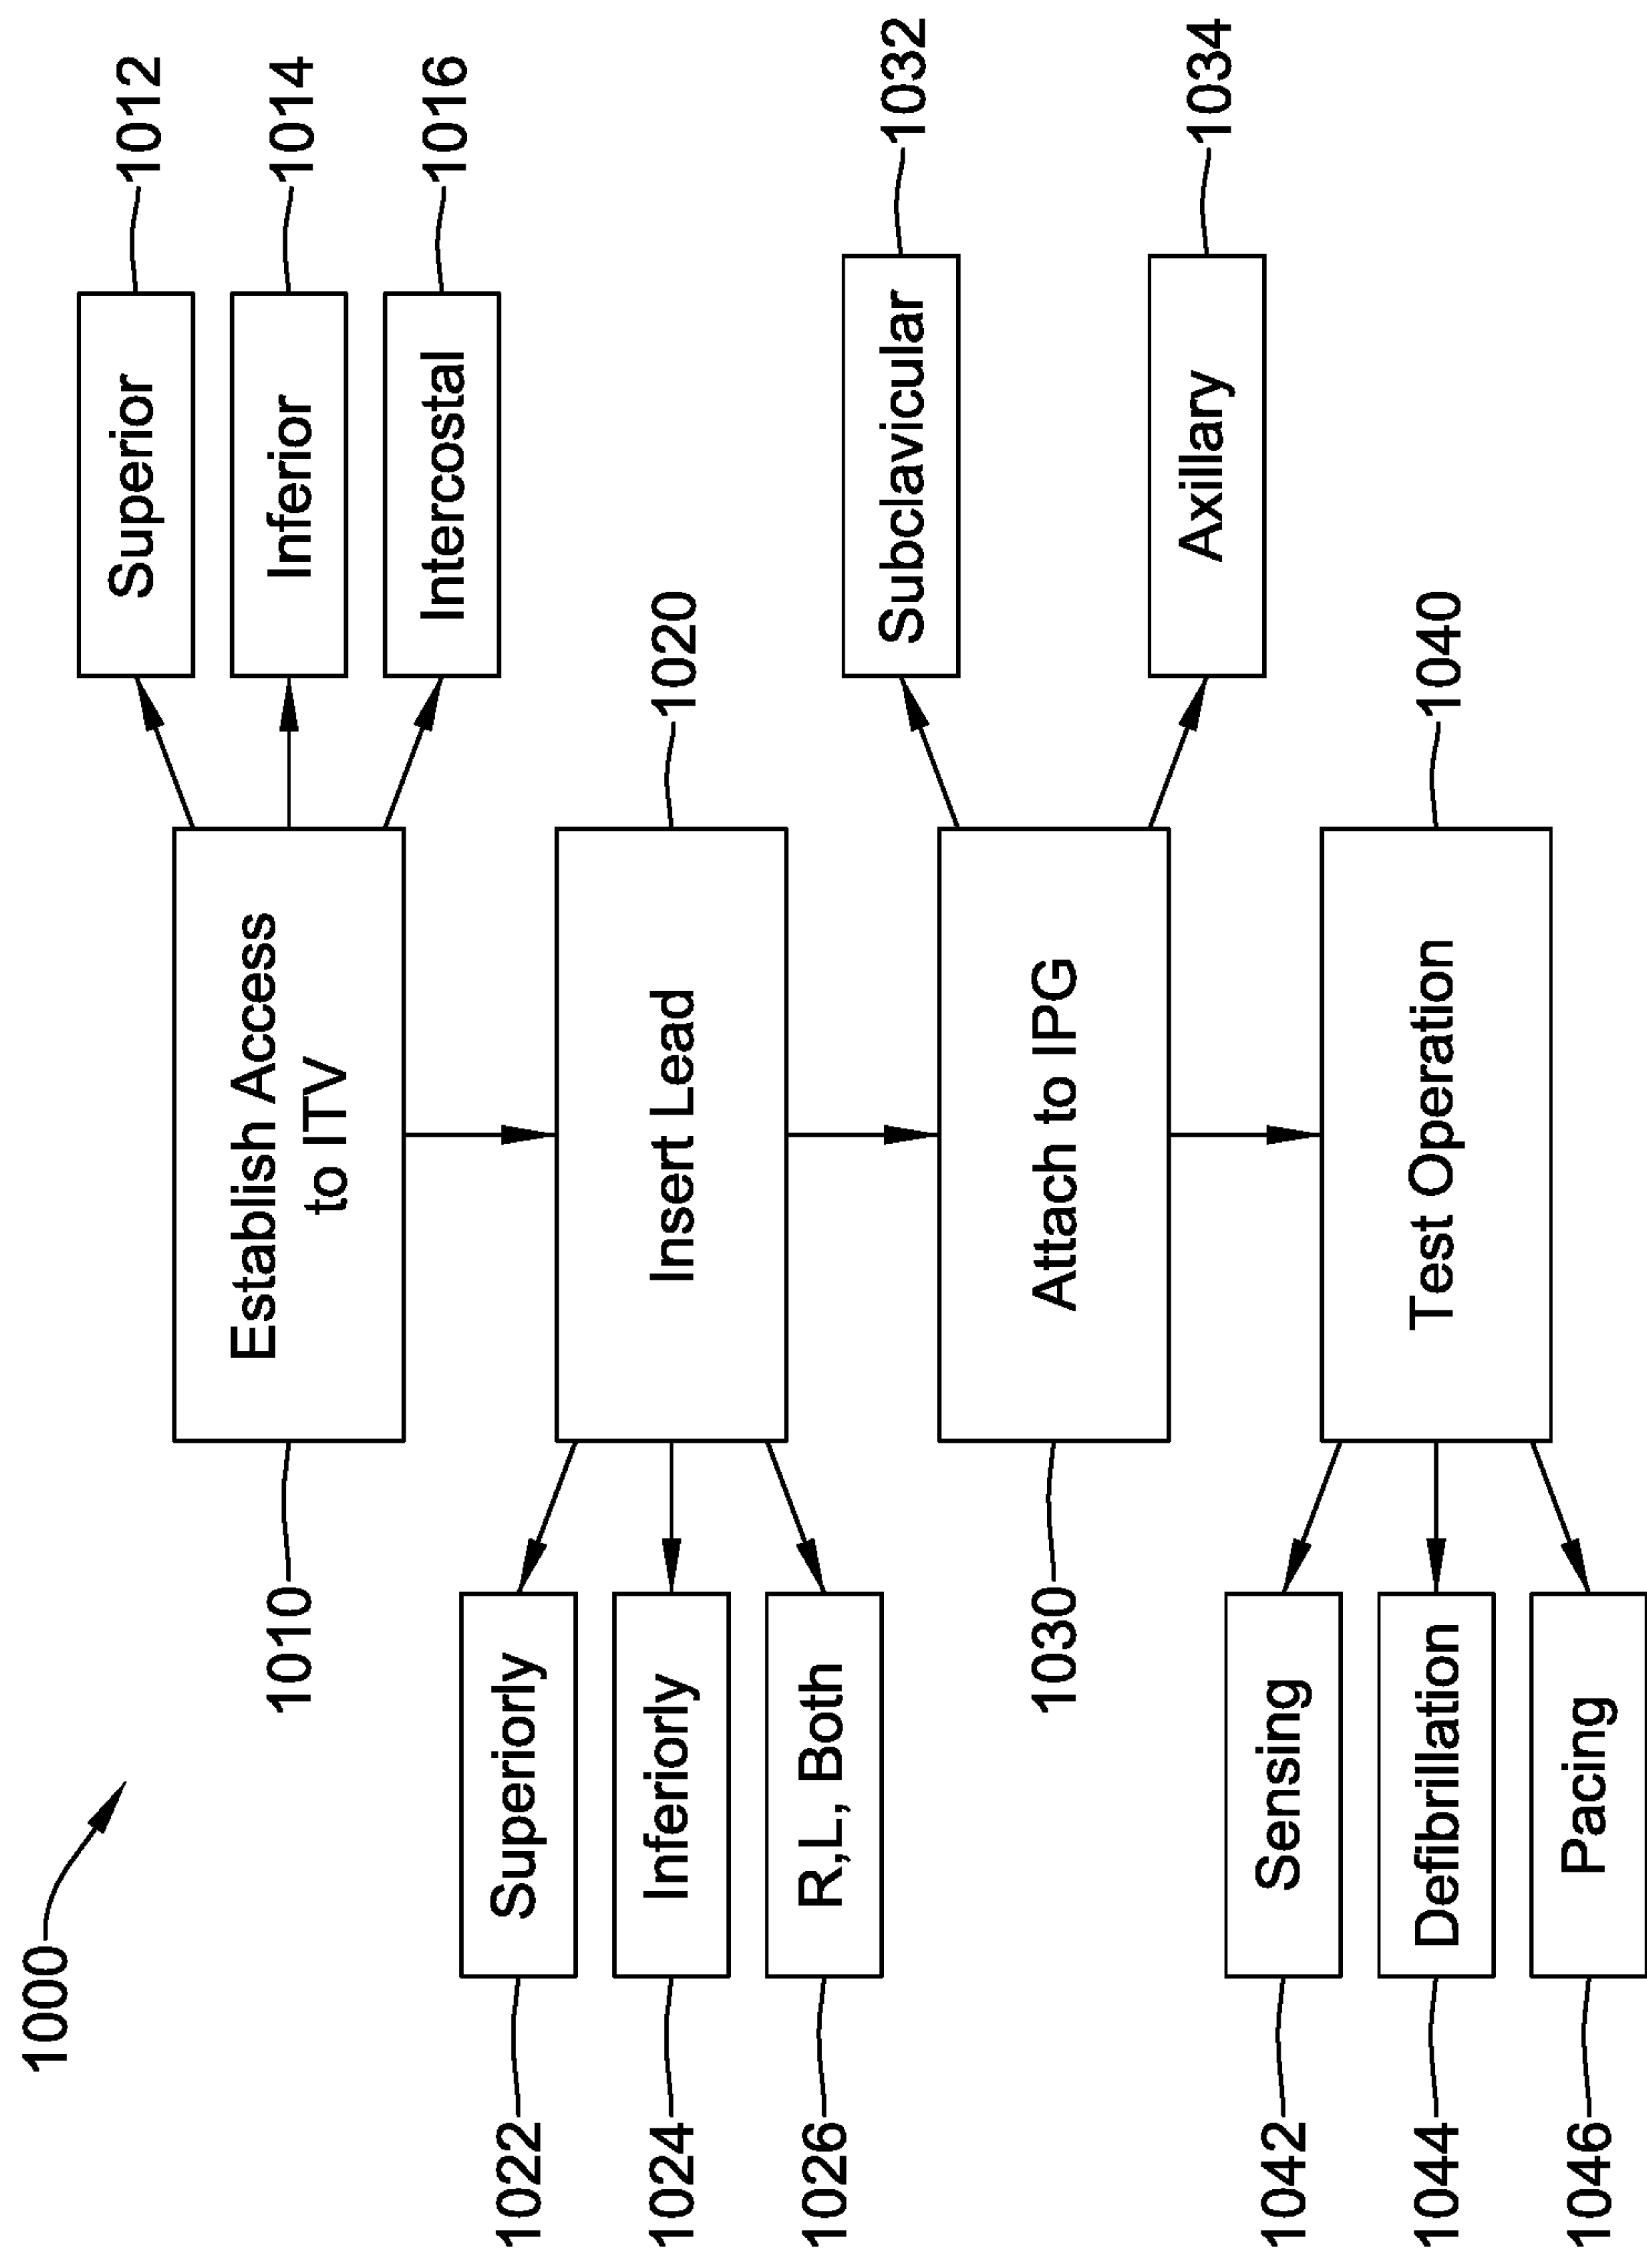 1000
1010
Establish Access
to ITV
Superior
1012
Inferior
1014
Intercostal
1016
1020
Insert Lead
1022
Superiorly
1024
Inferiorly
1026
R,L, Both
1030
Attach to IPG
Subclavicular
1032
Axillary
1034
1040
Test Operation
1042
Sensing
1044
Defibrillation
1046
Pacing